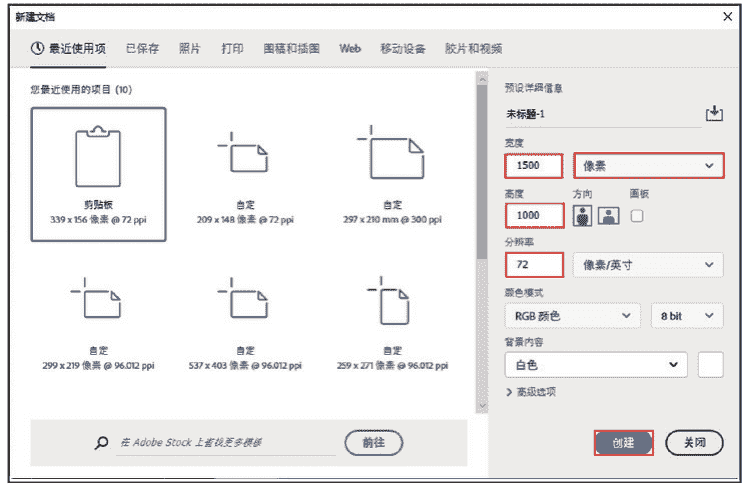 新建文档
最近使用项 已保存 照片 打印 图稿和插图 Web 移动设备 胶片和视频
您最近使用的项目 (10)
剪贴板
339 x 156 像素 @ 72 ppi
自定
209 x 148 像素 @ 72 ppi
自定
297 x 210 mm @ 300 ppi
自定
299 x 219 像素 @ 96.012 ppi
自定
537 x 403 像素 @ 96.012 ppi
自定
259 x 271 像素 @ 96.012 ppi
在 Adobe Stock 上查找更多模板
前往
预设详细信息
未标题-1
宽度
1500 像素
高度 方向 画板
1000
分辨率
72 像素/英寸
颜色模式
RGB 颜色 8 bit
背景内容
白色
高级选项
创建 关闭